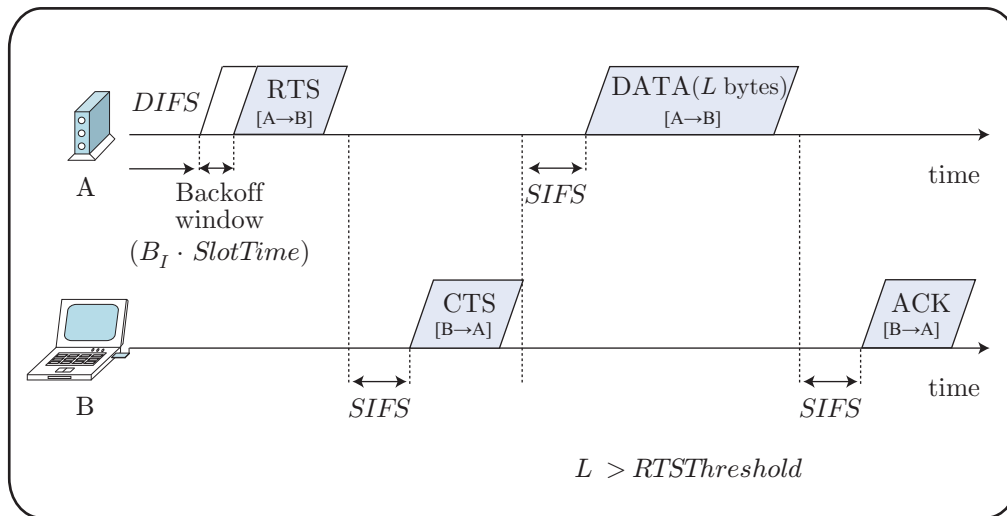 DIFS
RTS
[A→B]
DATA(L bytes)
[A→B]
A
Backoff
window
(B_I · SlotTime)
SIFS
time
CTS
[B→A]
ACK
[B→A]
B
SIFS
SIFS
time
L > RTSThreshold